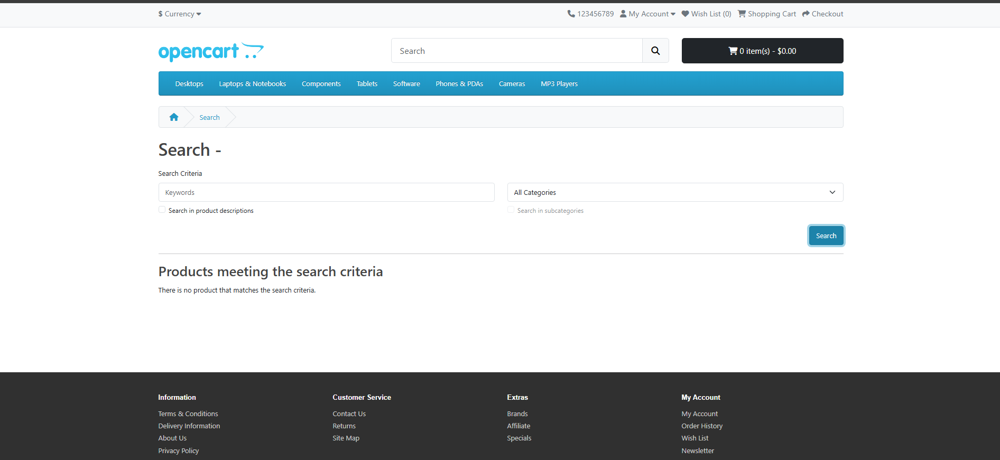 $ Currency
123456789 My Account Wish List (0) Shopping Cart Checkout
opencart
Search
0 item(s) - $0.00
Desktops Laptops & Notebooks Components Tablets Software Phones & PDAs Cameras MP3 Players
Search
Search -
Search Criteria
Keywords
All Categories
Search in product descriptions
Search in subcategories
Search
Products meeting the search criteria
There is no product that matches the search criteria.
Information
Terms & Conditions
Delivery Information
About Us
Privacy Policy
Customer Service
Contact Us
Returns
Site Map
Extras
Brands
Affiliate
Specials
My Account
My Account
Order History
Wish List
Newsletter